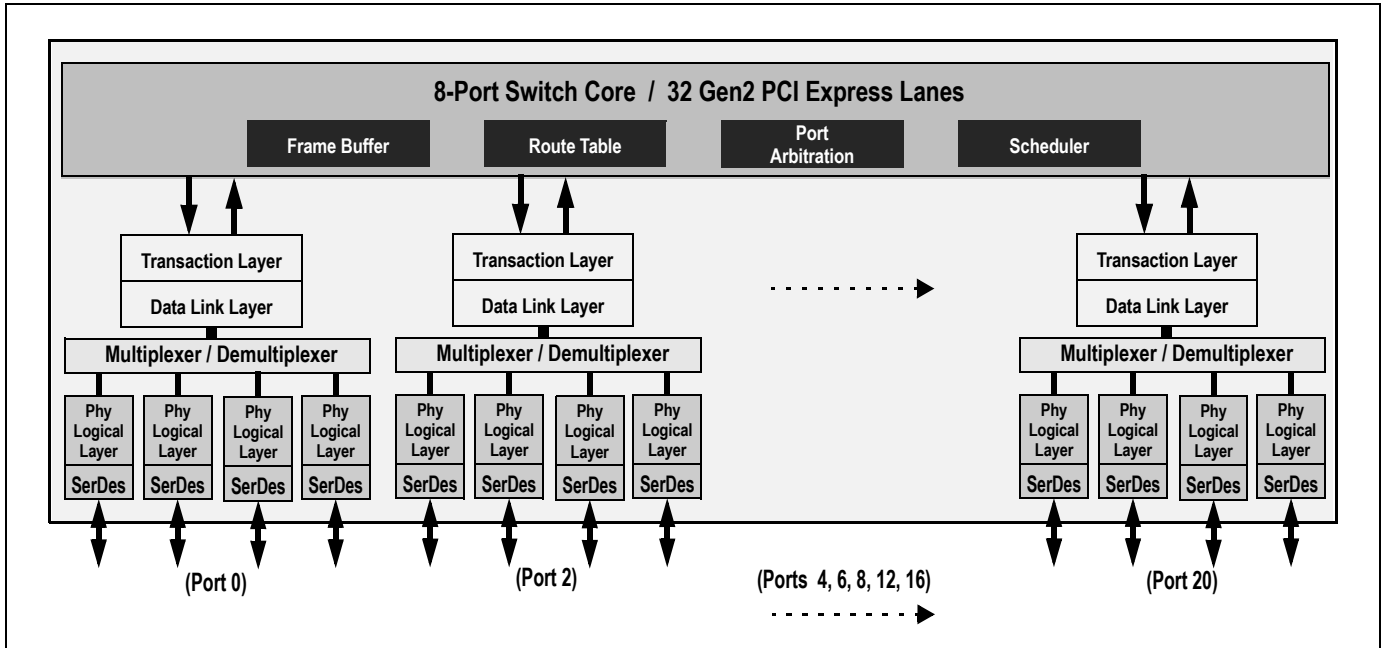 8-Port Switch Core / 32 Gen2 PCI Express Lanes
Frame Buffer
Route Table
Port
Arbitration
Scheduler
Transaction Layer
Data Link Layer
Multiplexer / Demultiplexer
Phy
Logical
Layer
SerDes
Phy
Logical
Layer
SerDes
Phy
Logical
Layer
SerDes
Phy
Logical
Layer
SerDes
(Port 0)
Transaction Layer
Data Link Layer
Multiplexer / Demultiplexer
Phy
Logical
Layer
SerDes
Phy
Logical
Layer
SerDes
Phy
Logical
Layer
SerDes
Phy
Logical
Layer
SerDes
(Port 2)
(Ports 4, 6, 8, 12, 16)
Transaction Layer
Data Link Layer
Multiplexer / Demultiplexer
Phy
Logical
Layer
SerDes
Phy
Logical
Layer
SerDes
Phy
Logical
Layer
SerDes
Phy
Logical
Layer
SerDes
(Port 20)